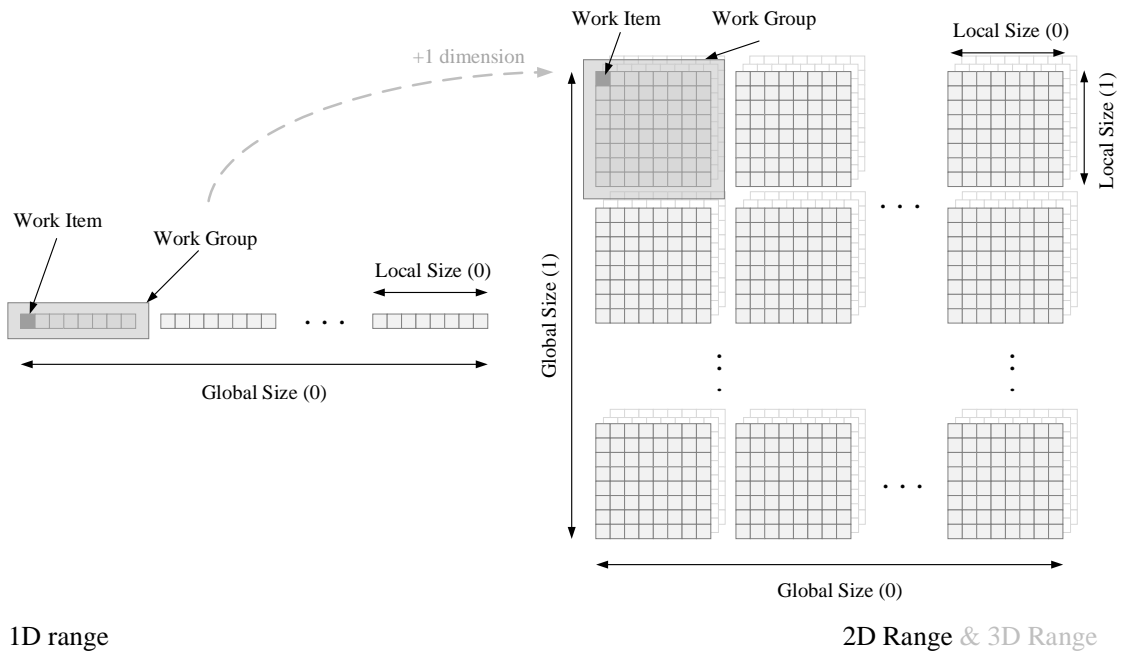 Work Item
Work Group
Local Size (0)
+1 dimension
Local Size (1)
Work Item
Work Group
Local Size (0)
Global Size (1)
. . .
. . .
Global Size (0)
. . .
Global Size (0)
1D range
2D Range & 3D Range